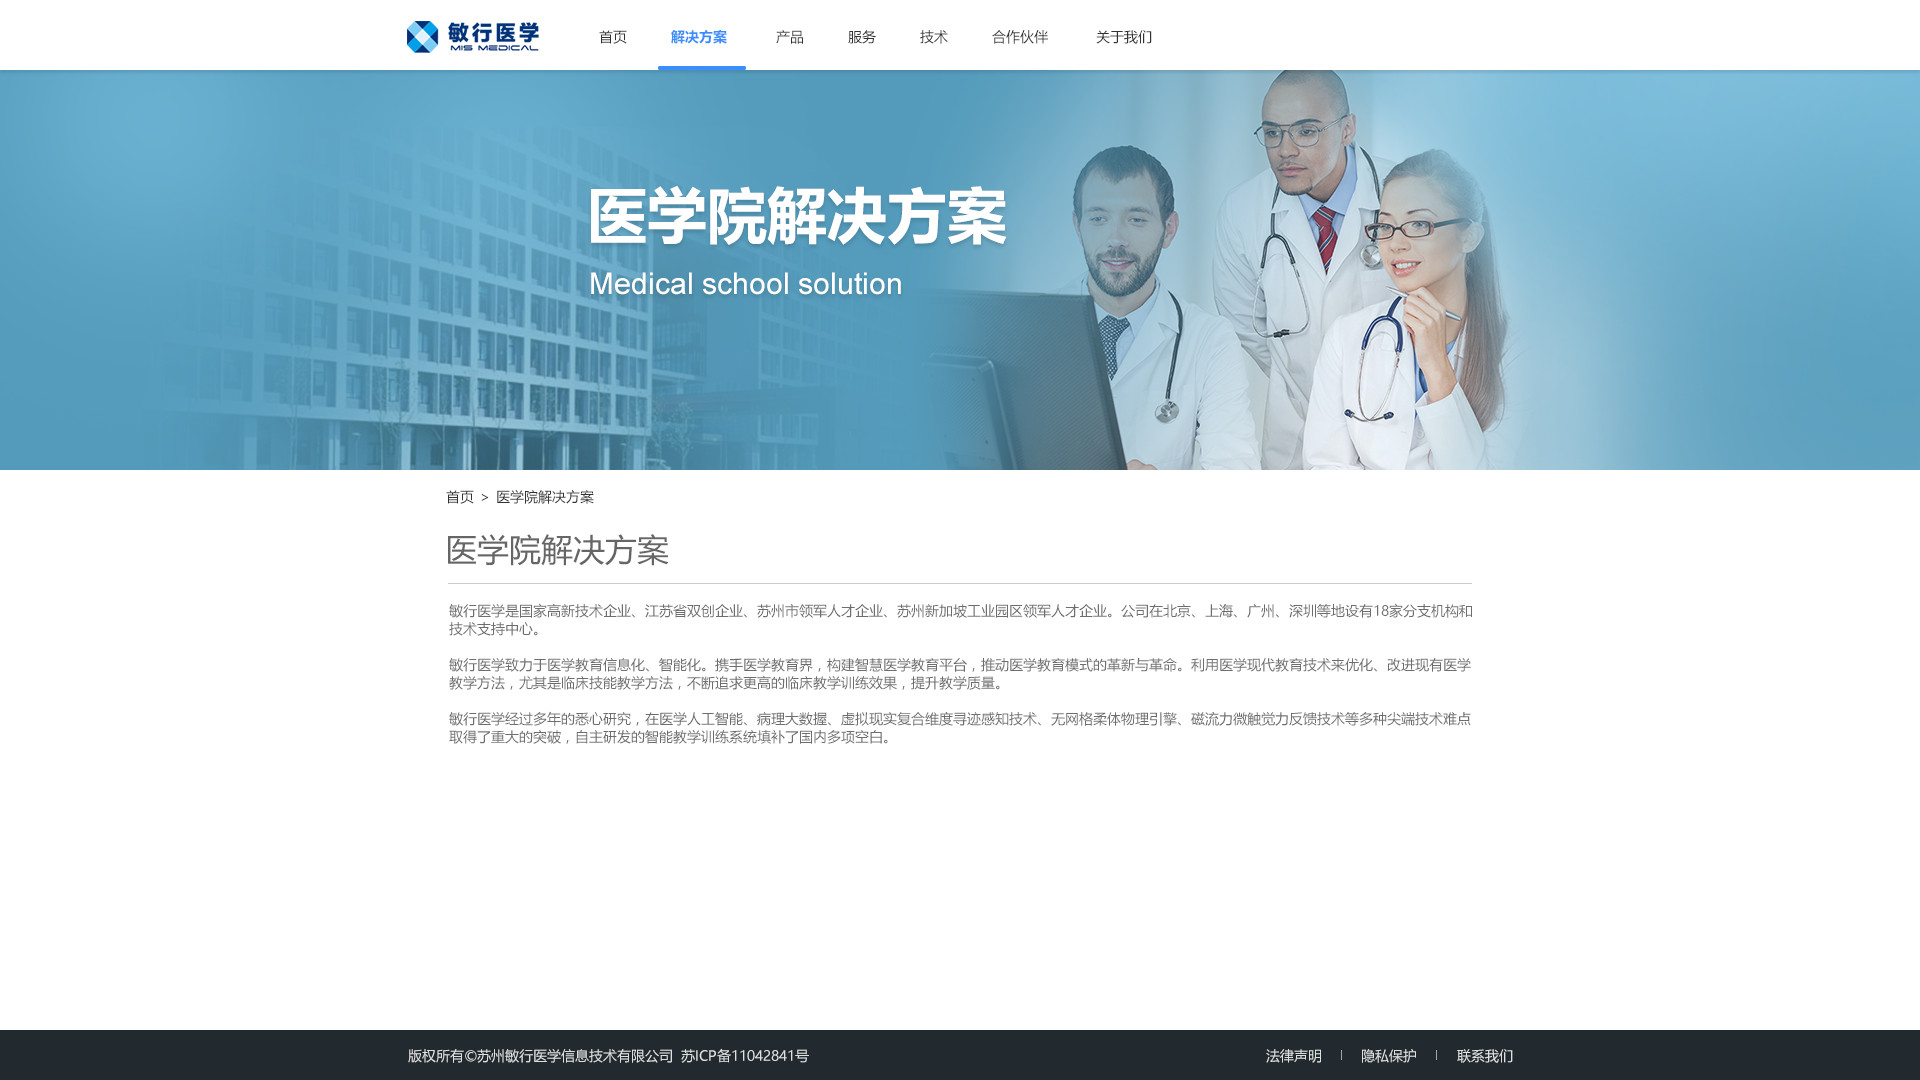 敏行医学
MIS MEDICAL
首页 解决方案 产品 服务 技术 合作伙伴 关于我们
医学院解决方案
Medical school solution
首页 > 医学院解决方案
医学院解决方案
敏行医学是国家高新技术企业、江苏省双创企业、苏州市领军人才企业、苏州新加坡工业园区领军人才企业。公司在北京、上海、广州、深圳等地设有18家分支机构和
技术支持中心。
敏行医学致力于医学教育信息化、智能化。携手医学教育界，构建智慧医学教育平台，推动医学教育模式的革新与革命。利用医学现代教育技术来优化、改进现有医学
教学方法，尤其是临床技能教学方法，不断追求更高的临床教学训练效果，提升教学质量。
敏行医学经过多年的悉心研究，在医学人工智能、病理大数握、虚拟现实复合维度寻迹感知技术、无网格柔体物理引擎、磁流力微触觉力反馈技术等多种尖端技术难点
取得了重大的突破，自主研发的智能教学训练系统填补了国内多项空白。
版权所有©苏州敏行医学信息技术有限公司 苏ICP备11042841号
法律声明 | 隐私保护 | 联系我们